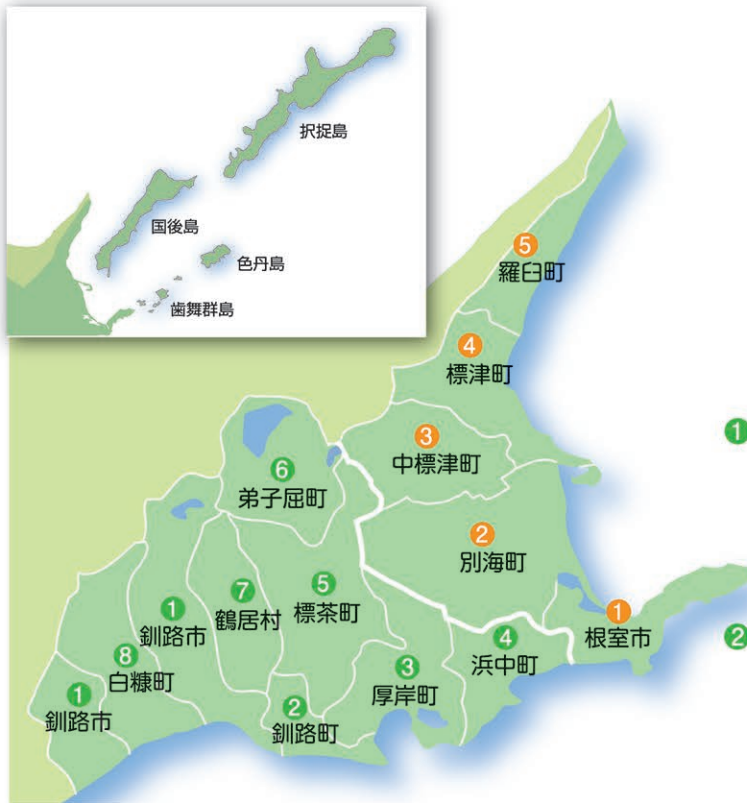 択捉島
国後島
色丹島
歯舞群島
5
羅臼町
4
標津町
3
中標津町
1
6
弟子屈町
2
別海町
5
標茶町
7
鶴居村
1
釧路市
1
根室市
4
浜中町
2
3
厚岸町
8
白糠町
1
釧路市
2
釧路町